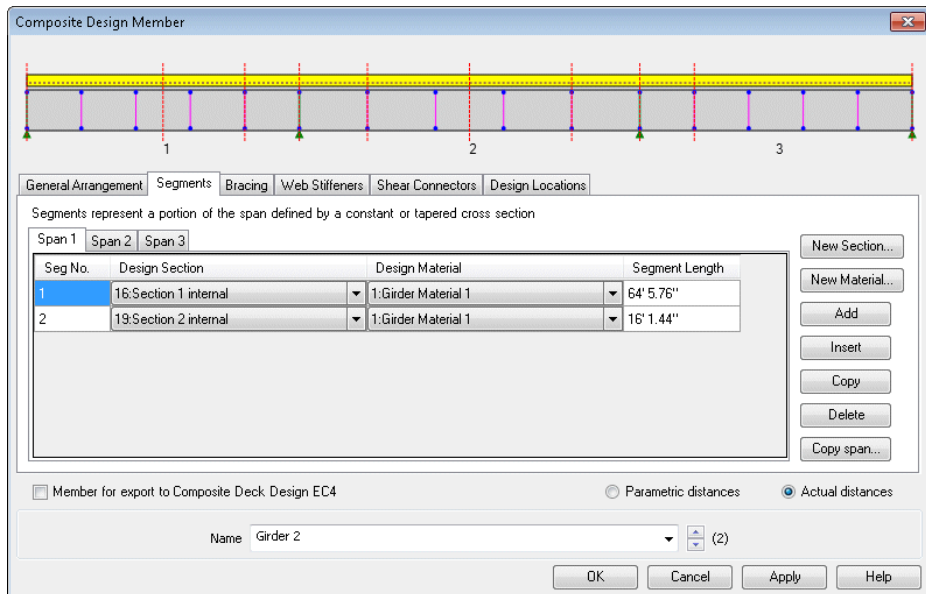 Composite Design Member
1 2 3
General Arrangement Segments Bracing Web Stiffeners Shear Connectors Design Locations
Segments represent a portion of the span defined by a constant or tapered cross section
Span 1 Span 2 Span 3
Seg No. Design Section Design Material Segment Length
1 16:Section 1 internal 1:Girder Material 1 64' 5.76"
2 19:Section 2 internal 1:Girder Material 1 16' 1.44"
New Section...
New Material...
Add
Insert
Copy
Delete
Copy span...
Member for export to Composite Deck Design EC4 Parametric distances Actual distances
Name Girder 2 (2)
OK Cancel Apply Help